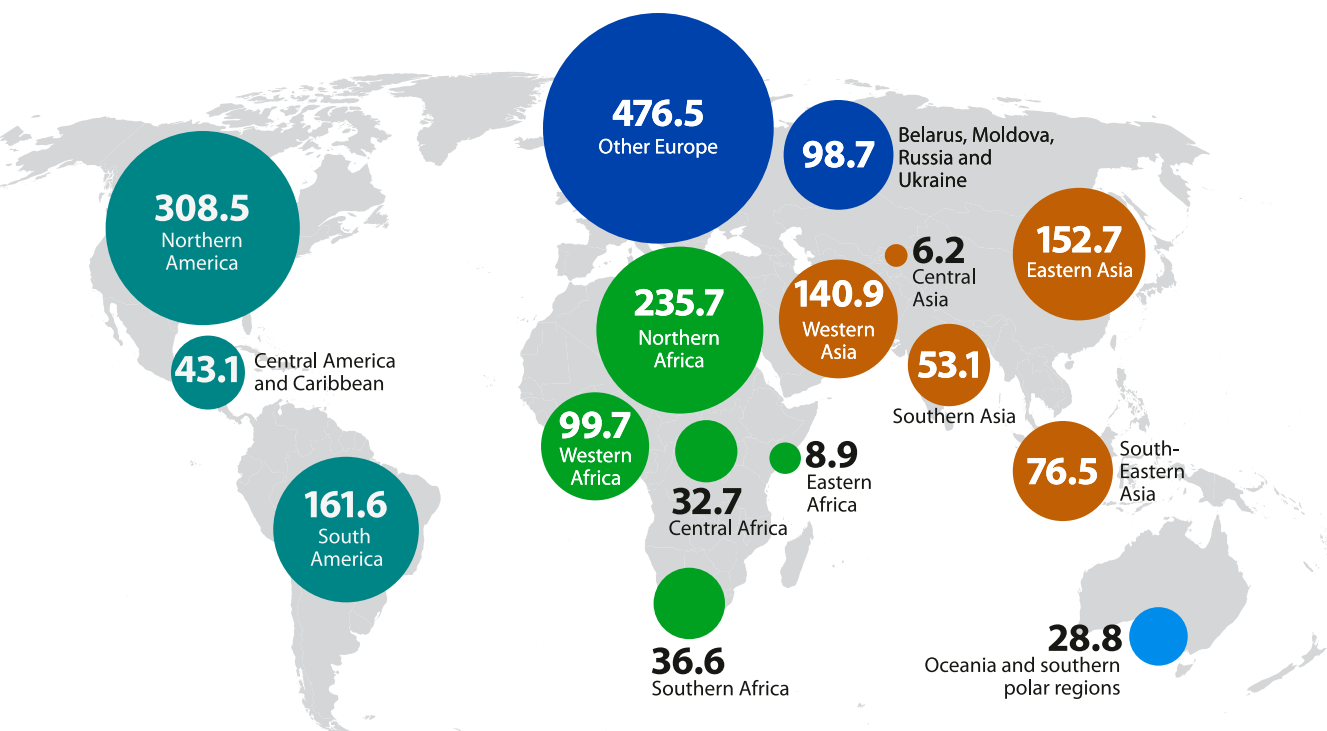 476.5
Other Europe
98.7
Belarus, Moldova,
Russia and
Ukraine
308.5
Northern
America
152.7
Eastern Asia
6.2
Central
Asia
140.9
Western
Asia
235.7
Northern
Africa
53.1
Southern Asia
43.1
Central America
and Caribbean
99.7
Western
Africa
8.9
Eastern
Africa
32.7
Central Africa
76.5
South-
Eastern
Asia
161.6
South
America
36.6
Southern Africa
28.8
Oceania and southern
polar regions